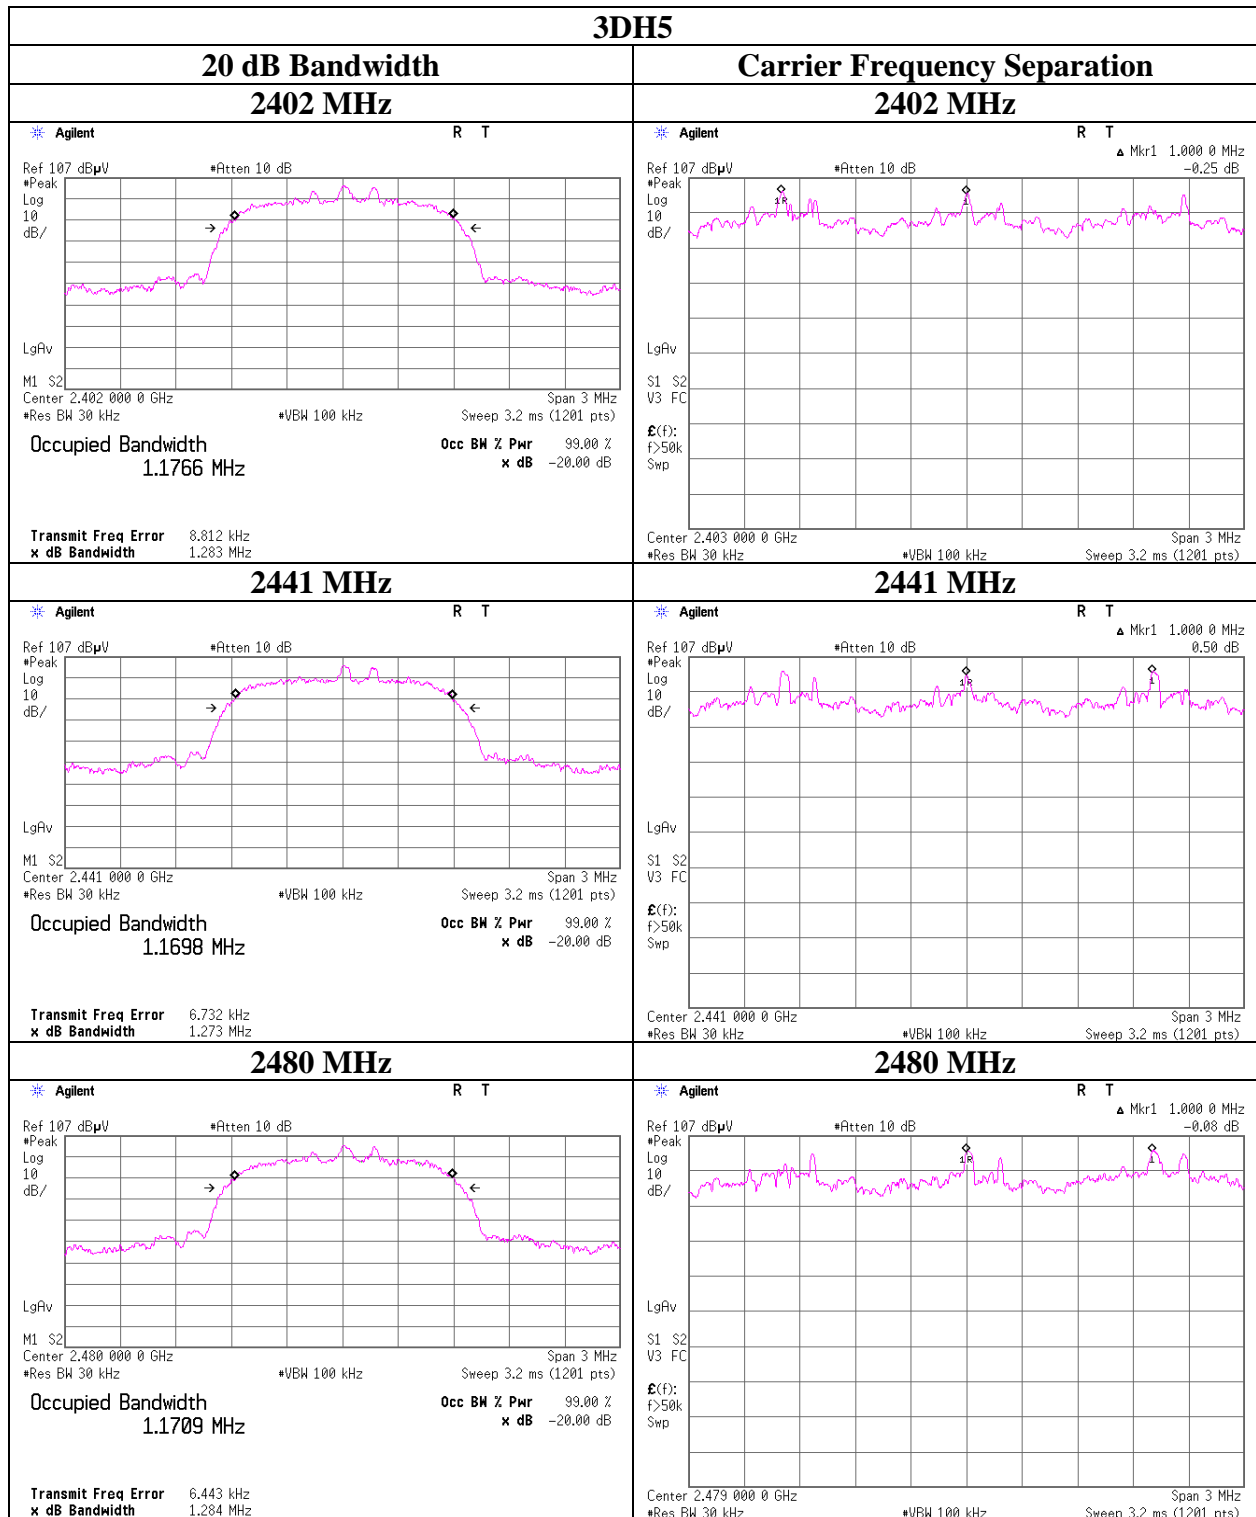 3DH5
20 dB Bandwidth
Carrier Frequency Separation
2402 MHz
2402 MHz
Agilent
R T
Ref 107 dBµV
#Atten 10 dB
#Peak
Log
10
dB/
LgAv
M1 S2
Center 2.402 000 0 GHz
Span 3 MHz
#Res BW 30 kHz
#VBW 100 kHz
Sweep 3.2 ms (1201 pts)
Occupied Bandwidth
1.1766 MHz
Occ BW % Pwr 99.00 %
x dB -20.00 dB
Transmit Freq Error 8.812 kHz
x dB Bandwidth 1.283 MHz
Agilent
R T
Δ Mkr1 1.000 0 MHz
Ref 107 dBµV
#Atten 10 dB
-0.25 dB
#Peak
Log
10
dB/
1R
1
LgAv
S1 S2
V3 FC
£(f):
f>50k
Swp
Center 2.403 000 0 GHz
Span 3 MHz
#Res BW 30 kHz
#VBW 100 kHz
Sweep 3.2 ms (1201 pts)
2441 MHz
2441 MHz
Agilent
R T
Ref 107 dBµV
#Atten 10 dB
#Peak
Log
10
dB/
LgAv
M1 S2
Center 2.441 000 0 GHz
Span 3 MHz
#Res BW 30 kHz
#VBW 100 kHz
Sweep 3.2 ms (1201 pts)
Occupied Bandwidth
1.1698 MHz
Occ BW % Pwr 99.00 %
x dB -20.00 dB
Transmit Freq Error 6.732 kHz
x dB Bandwidth 1.273 MHz
Agilent
R T
Δ Mkr1 1.000 0 MHz
Ref 107 dBµV
#Atten 10 dB
0.50 dB
#Peak
Log
10
dB/
1R
1
LgAv
S1 S2
V3 FC
£(f):
f>50k
Swp
Center 2.441 000 0 GHz
Span 3 MHz
#Res BW 30 kHz
#VBW 100 kHz
Sweep 3.2 ms (1201 pts)
2480 MHz
2480 MHz
Agilent
R T
Ref 107 dBµV
#Atten 10 dB
#Peak
Log
10
dB/
LgAv
M1 S2
Center 2.480 000 0 GHz
Span 3 MHz
#Res BW 30 kHz
#VBW 100 kHz
Sweep 3.2 ms (1201 pts)
Occupied Bandwidth
1.1709 MHz
Occ BW % Pwr 99.00 %
x dB -20.00 dB
Transmit Freq Error 6.443 kHz
x dB Bandwidth 1.284 MHz
Agilent
R T
Δ Mkr1 1.000 0 MHz
Ref 107 dBµV
#Atten 10 dB
-0.08 dB
#Peak
Log
10
dB/
1R
1
LgAv
S1 S2
V3 FC
£(f):
f>50k
Swp
Center 2.479 000 0 GHz
Span 3 MHz
#Res BW 30 kHz
#VBW 100 kHz
Sweep 3.2 ms (1201 pts)